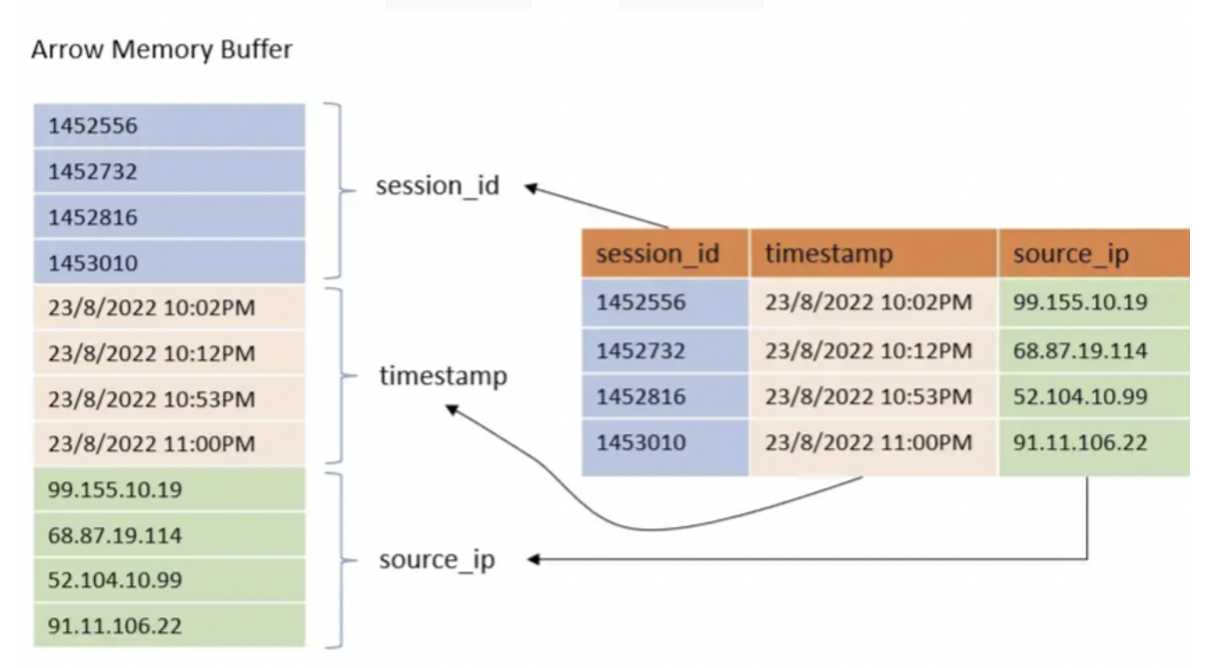 Arrow Memory Buffer
1452556
1452732
1452816
1453010
23/8/2022 10:02PM
23/8/2022 10:12PM
23/8/2022 10:53PM
23/8/2022 11:00PM
99.155.10.19
68.87.19.114
52.104.10.99
91.11.106.22
session_id
timestamp
source_ip
session_id timestamp source_ip
1452556 23/8/2022 10:02PM 99.155.10.19
1452732 23/8/2022 10:12PM 68.87.19.114
1452816 23/8/2022 10:53PM 52.104.10.99
1453010 23/8/2022 11:00PM 91.11.106.22